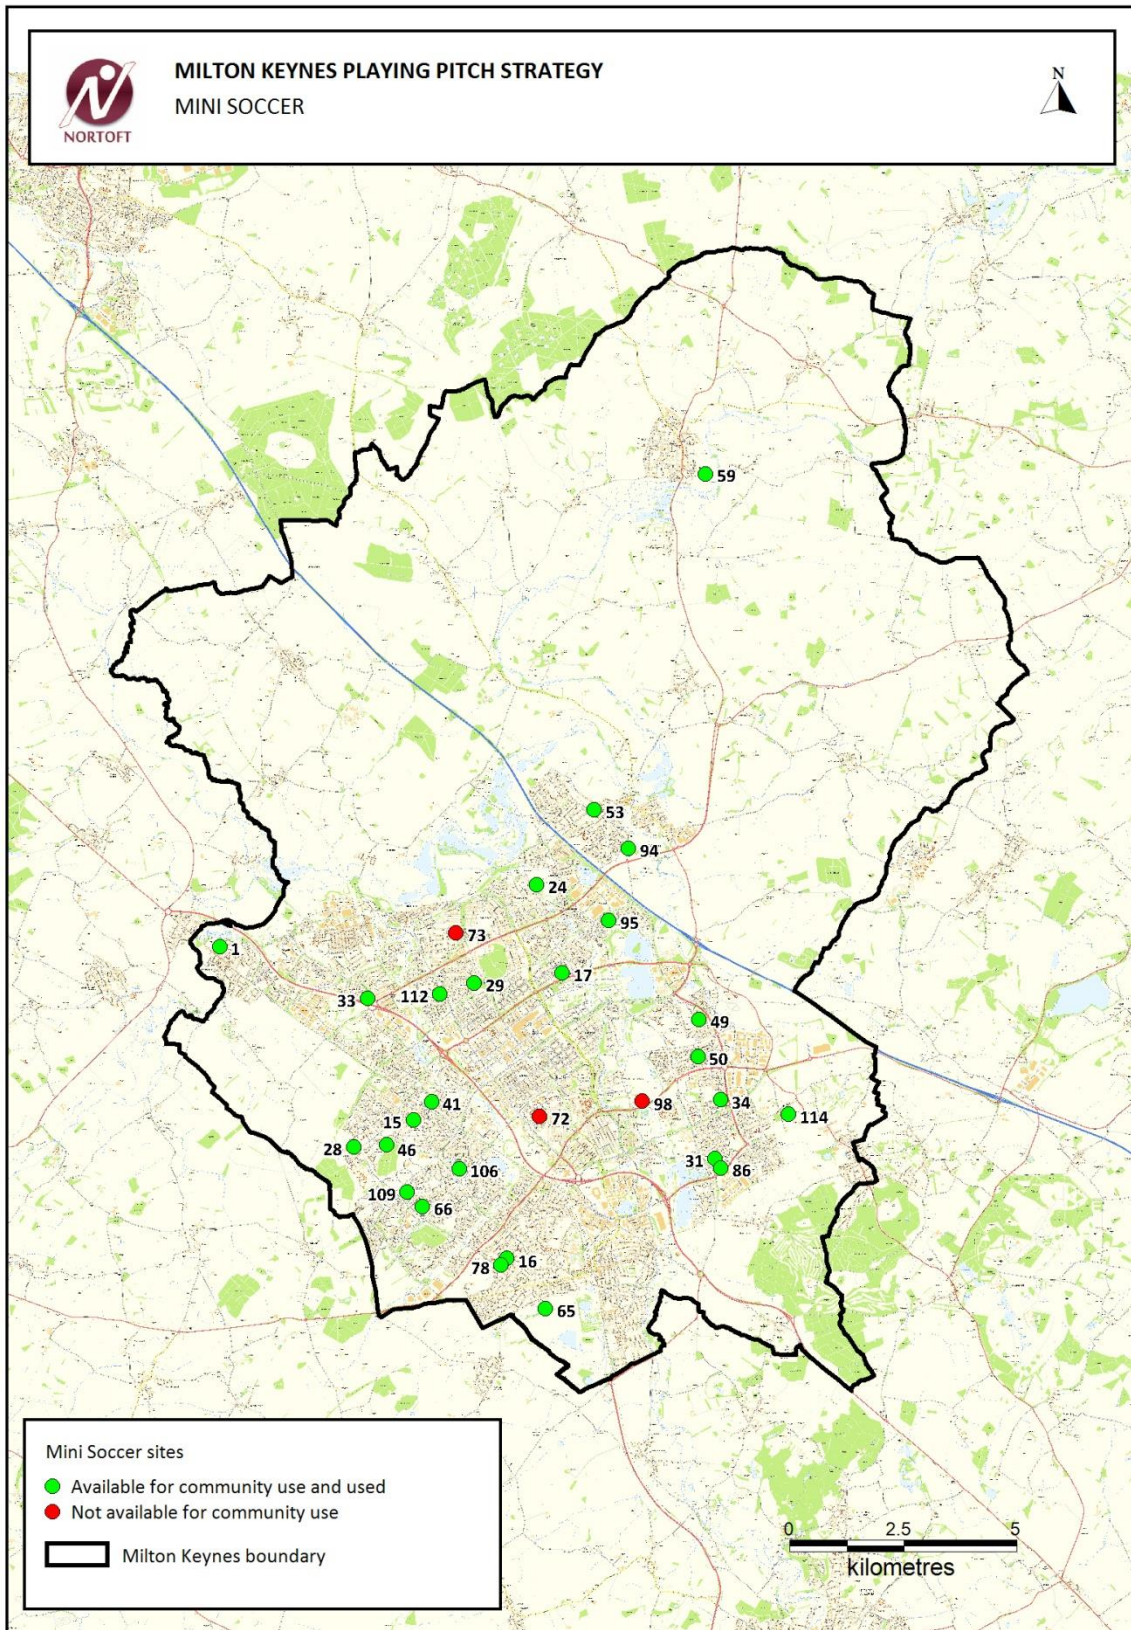 MILTON KEYNES PLAYING PITCH STRATEGY
MINI SOCCER
NORTOFT
N
59
53
94
24
95
73
1
17
29
112
33
49
50
98
34
41
114
72
15
28
46
31
106
86
109
66
16
78
65
Mini Soccer sites
Available for community use and used
Not available for community use
Milton Keynes boundary
0 2.5 5
kilometres